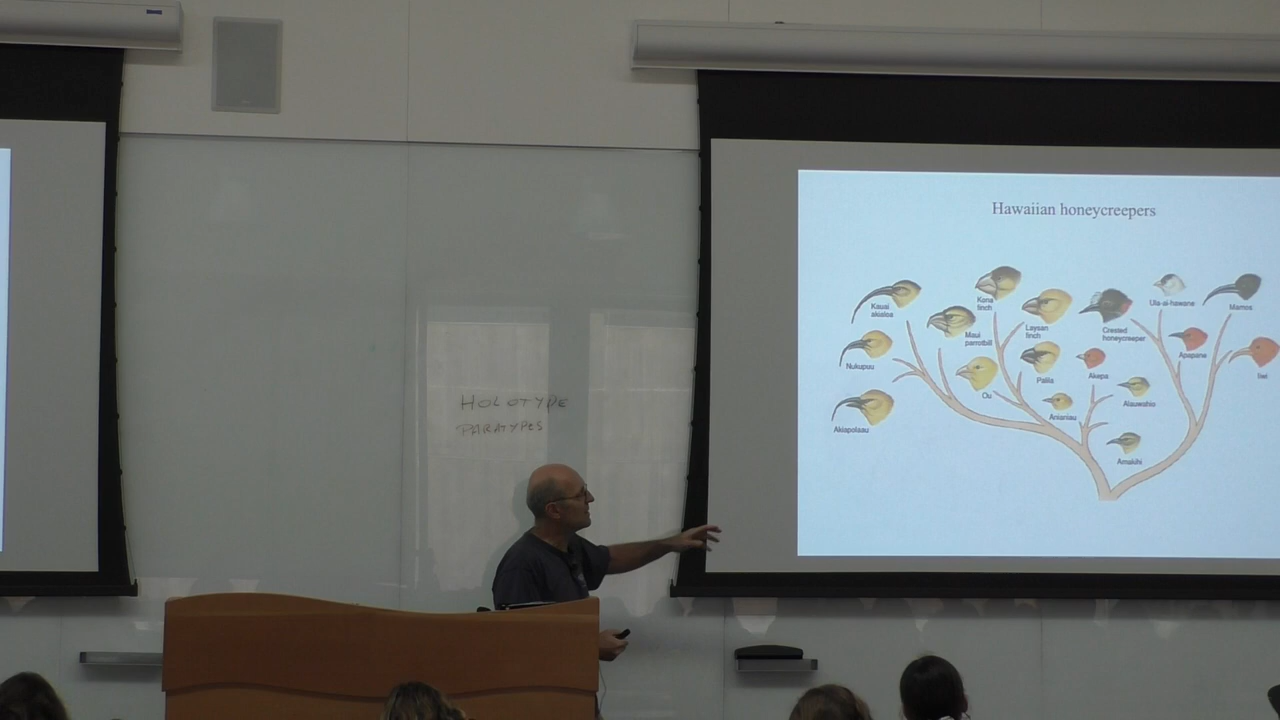 HOLOTYPE
PARATYPES
Hawaiian honeycreepers
Kauai
akialoa
Kona
finch
Laysan
finch
Maui
parrotbill
Crested
honeycreeper
Ula-ai-hawane
Mamos
Nukupuu
Ou
Palila
Akepa
Apapane
Iiwi
Akiapolaau
Anianiau
Alauwahio
Amakihi